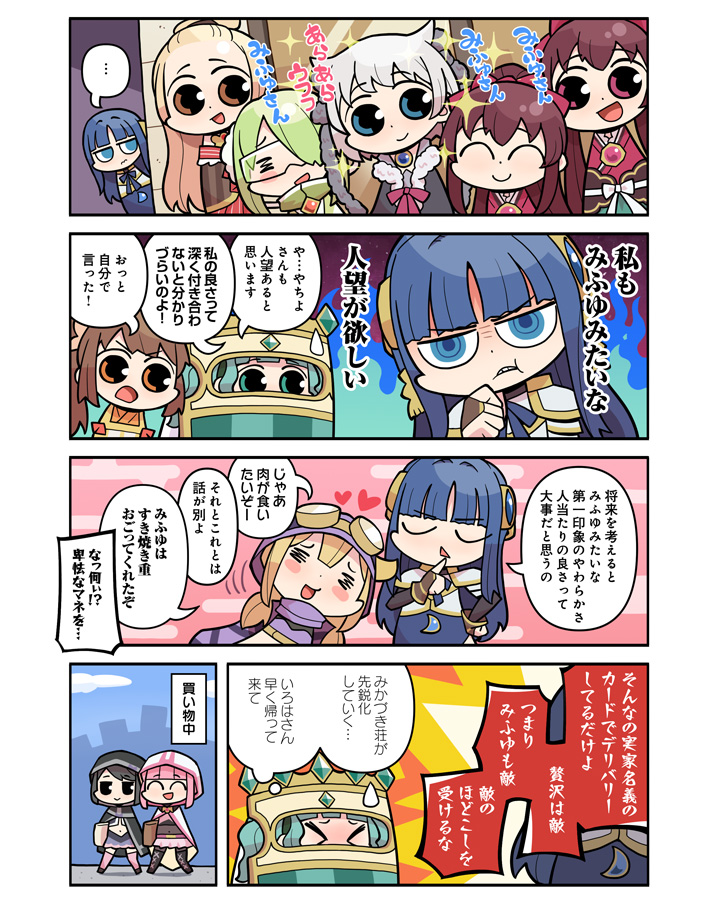 みふゆさん
みふゆさん
あらあら
ウフフ
みふゆさん
…
私も
みふゆみたいな
人望が欲しい
や…やちよ
さんも
人望あると
思います
私の良さって
深く付き合わ
ないと分かり
づらいのよ!
おっと
自分で
言った!
将来を考えると
みふゆみたいな
第一印象のやわらかさ
人当たりの良さって
大事だと思うの
じゃあ
肉が食い
たいぞー
それとこれとは
話が別よ
みふゆは
すき焼き重
おごってくれたぞ
なっ何ぃ!?
卑怯なマネを…
そんなの実家名義の
カードでデリバリー
してるだけよ
贅沢は敵
つまり
みふゆも敵
敵の
ほどこしを
受けるな
みかづき荘が
先鋭化
していく…
いろはさん
早く帰って
来て
買い物中